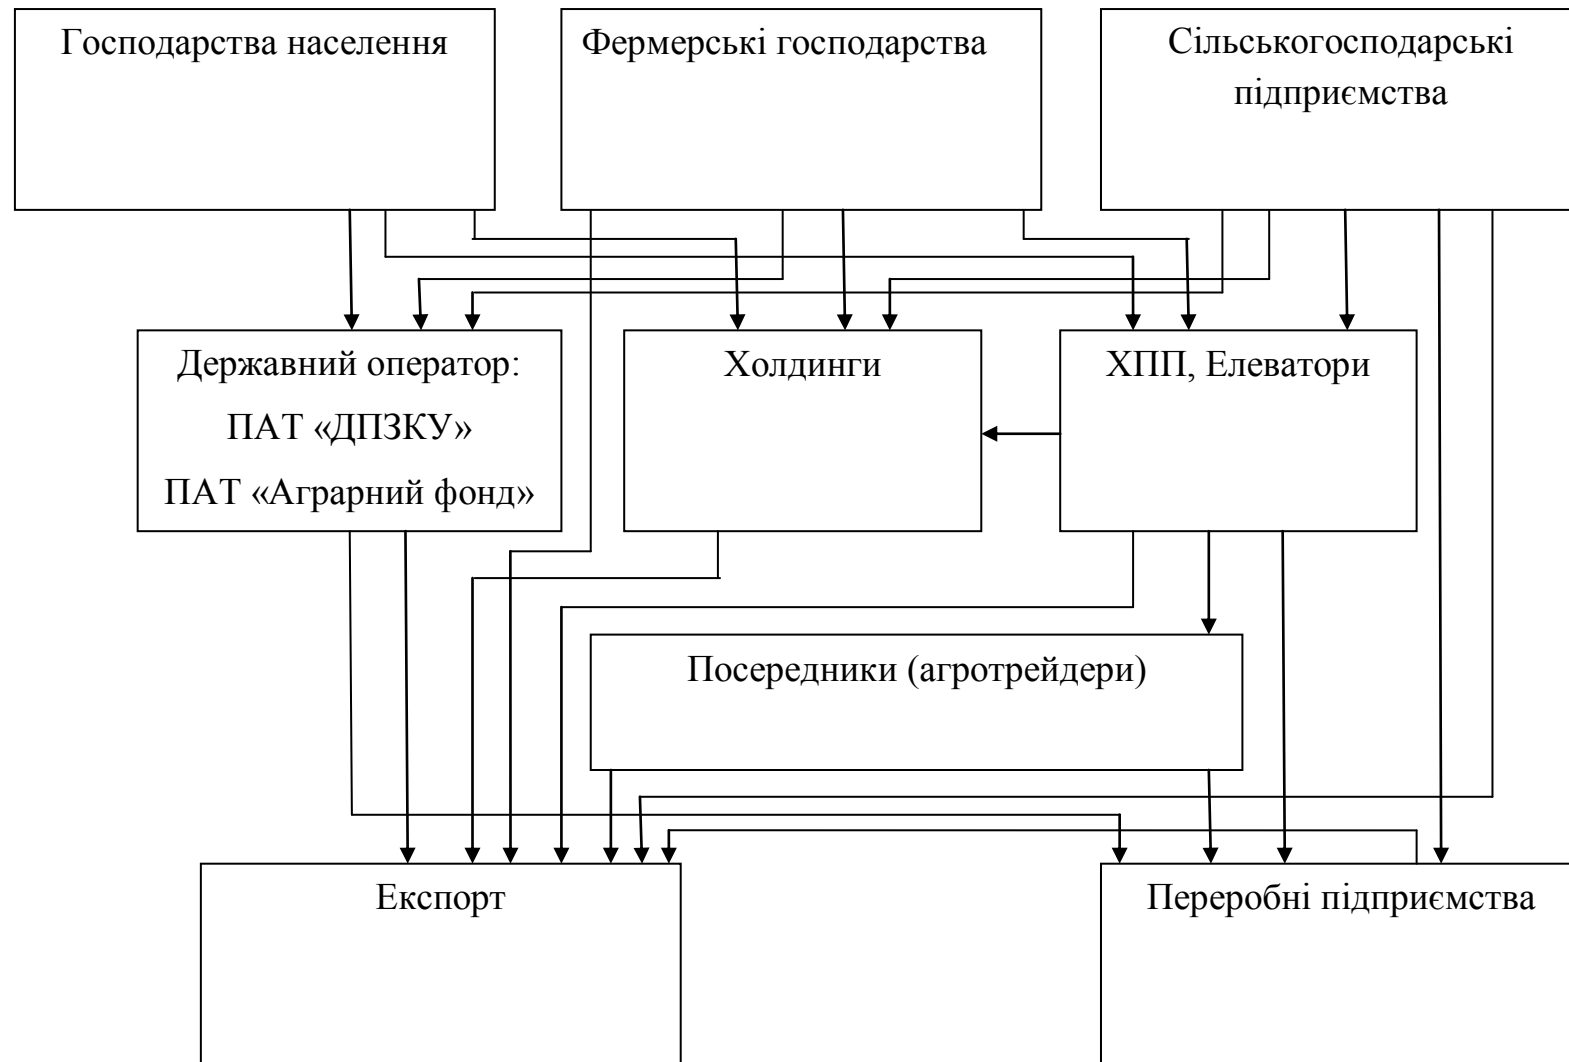 Господарства населення
Фермерські господарства
Сільськогосподарські
підприємства
Державний оператор:
ПАТ «ДПЗКУ»
ПАТ «Аграрний фонд»
Холдинги
ХПП, Елеватори
Посередники (агротрейдери)
Експорт
Переробні підприємства